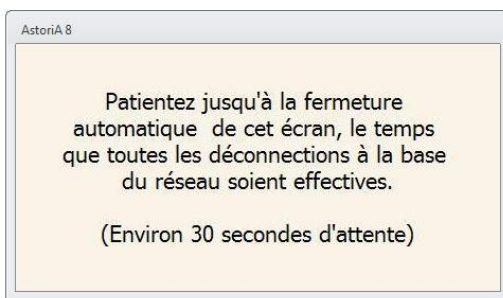 AstoriA 8
Patientez jusqu'à la fermeture
automatique  de cet écran, le temps
que toutes les déconnections à la base
du réseau soient effectives.
(Environ 30 secondes d'attente)